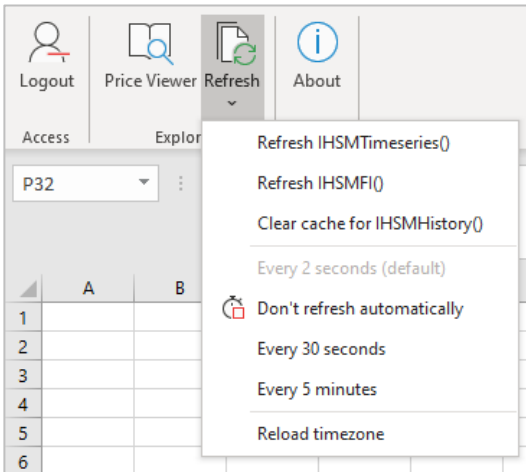 Logout
Price Viewer
Refresh
About
Access
Explor
Refresh IHSMTimeseries()
Refresh IHSMFI()
Clear cache for IHSMHistory()
Every 2 seconds (default)
Don't refresh automatically
Every 30 seconds
Every 5 minutes
Reload timezone
P32
A B
1
2
3
4
5
6